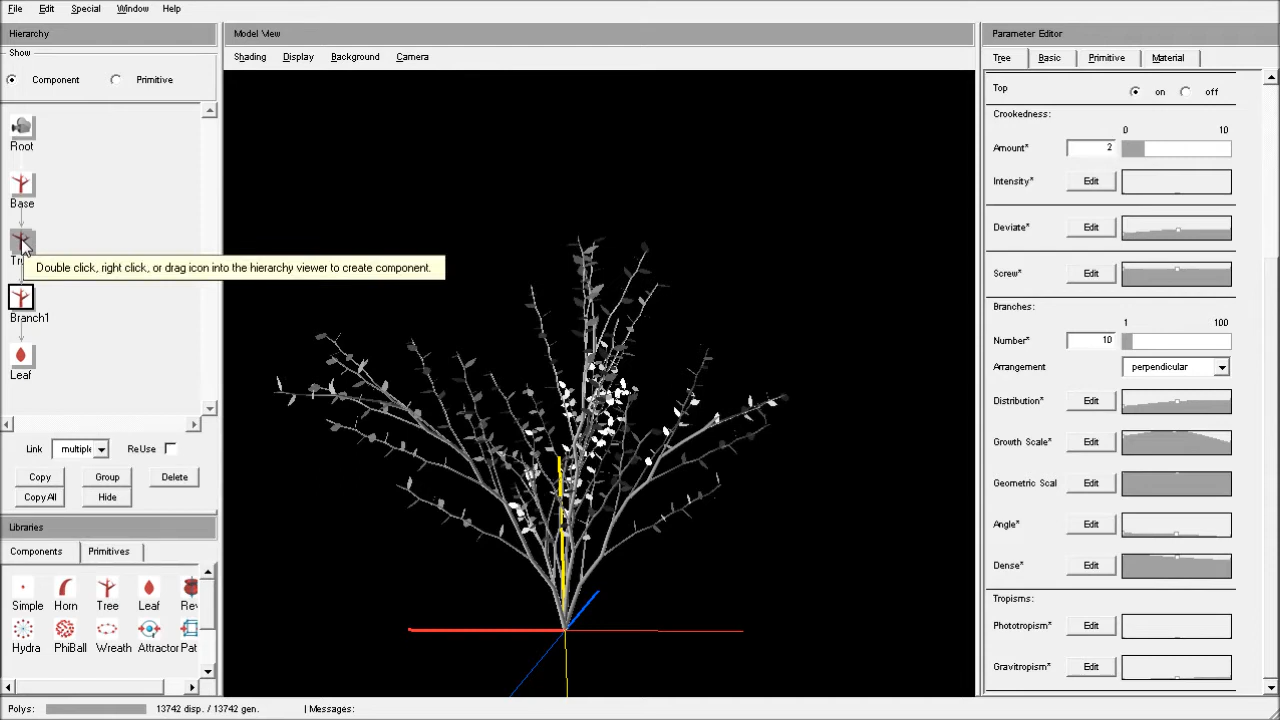 File Edit Special Window Help
Hierarchy
Model View
Parameter Editor
Show
Component Primitive
Shading Display Background Camera
Tree Basic Primitive Material
Top on off
Crookedness:
0 10
Amount* 2
Intensity* Edit
Deviate* Edit
Screw* Edit
Branches:
1 100
Number* 10
Arrangement perpendicular
Distribution* Edit
Growth Scale* Edit
Geometric Scal Edit
Angle* Edit
Dense* Edit
Tropisms:
Phototropism* Edit
Gravitropism* Edit
Root
Base
Double click, right click, or drag icon into the hierarchy viewer to create component.
Branch1
Leaf
Link multiple ReUse
Copy Group Delete
Copy All Hide
Libraries
Components Primitives
Simple Horn Tree Leaf Rev
Hydra PhiBall Wreath Attractor Pat
Polys: 13742 disp. / 13742 gen. Messages: